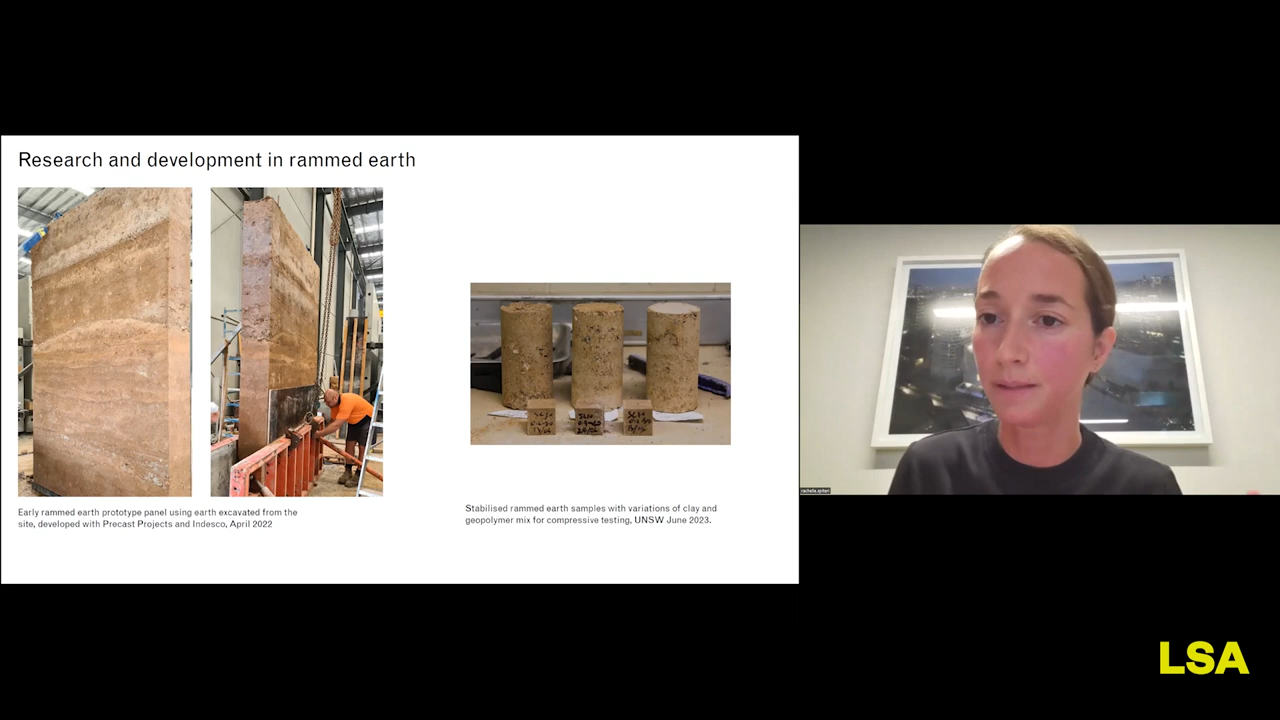 Research and development in rammed earth
Early rammed earth prototype panel using earth excavated from the
site, developed with Precast Projects and Indesco, April 2022
Stabilised rammed earth samples with variations of clay and
geopolymer mix for compressive testing, UNSW June 2023.
rachelle.spiteri
LSA